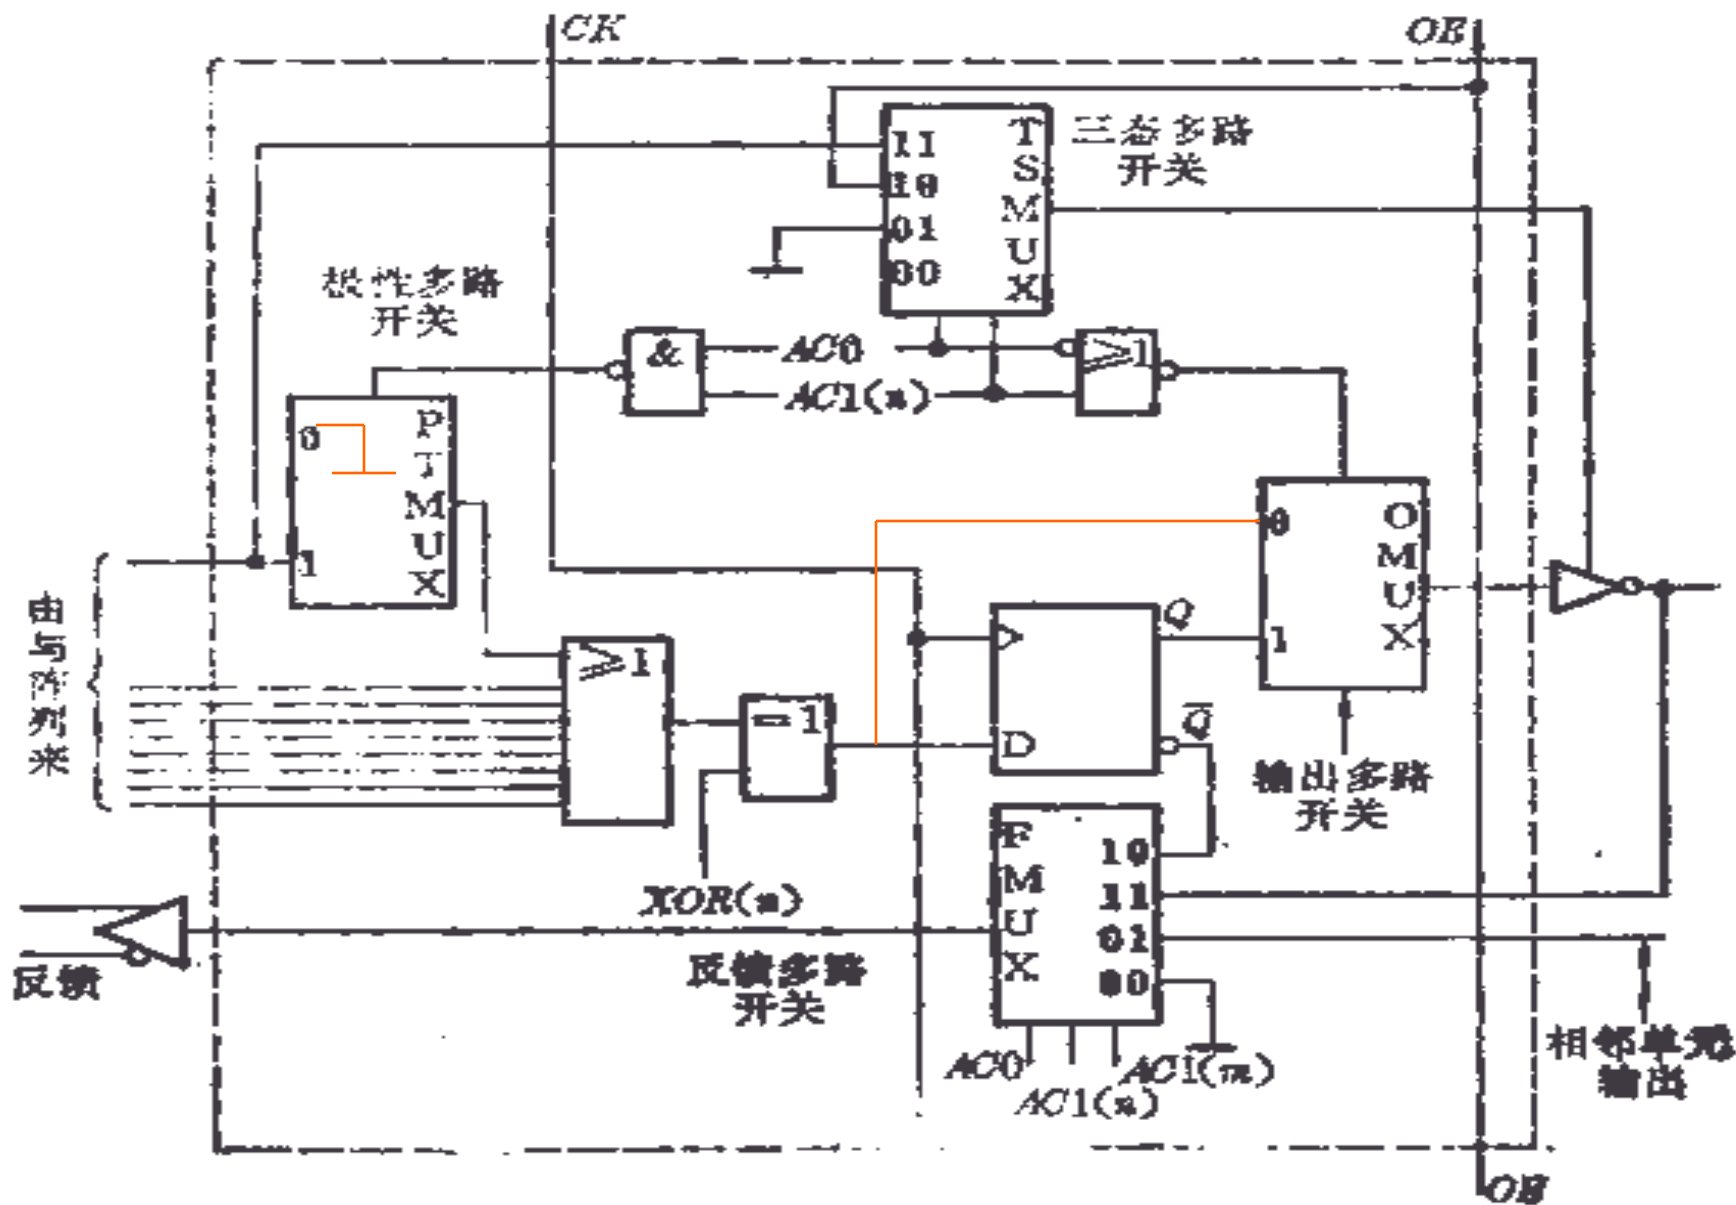 CK
OE
11
10
01
00
T
S
M
U
X
三态多路
开关
极性多路
开关
&
AC0
AC1(n)
≥1
0
1
P
T
M
U
X
0
1
O
M
U
X
由
与
阵
列
来
≥1
=1
Q
Q̅
D
输出多路
开关
XOR(n)
F
M
U
X
10
11
01
00
反馈
反馈多路
开关
AC0
AC1(n)
AC1(m)
相邻单元
输出
OE